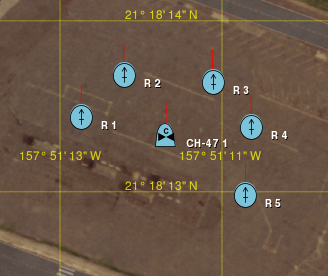 21° 18'14" N
R 2
R 3
R 1
R 4
C
CH-47 1
157° 51'13" W
157° 51'11" W
21° 18'13" N
R 5